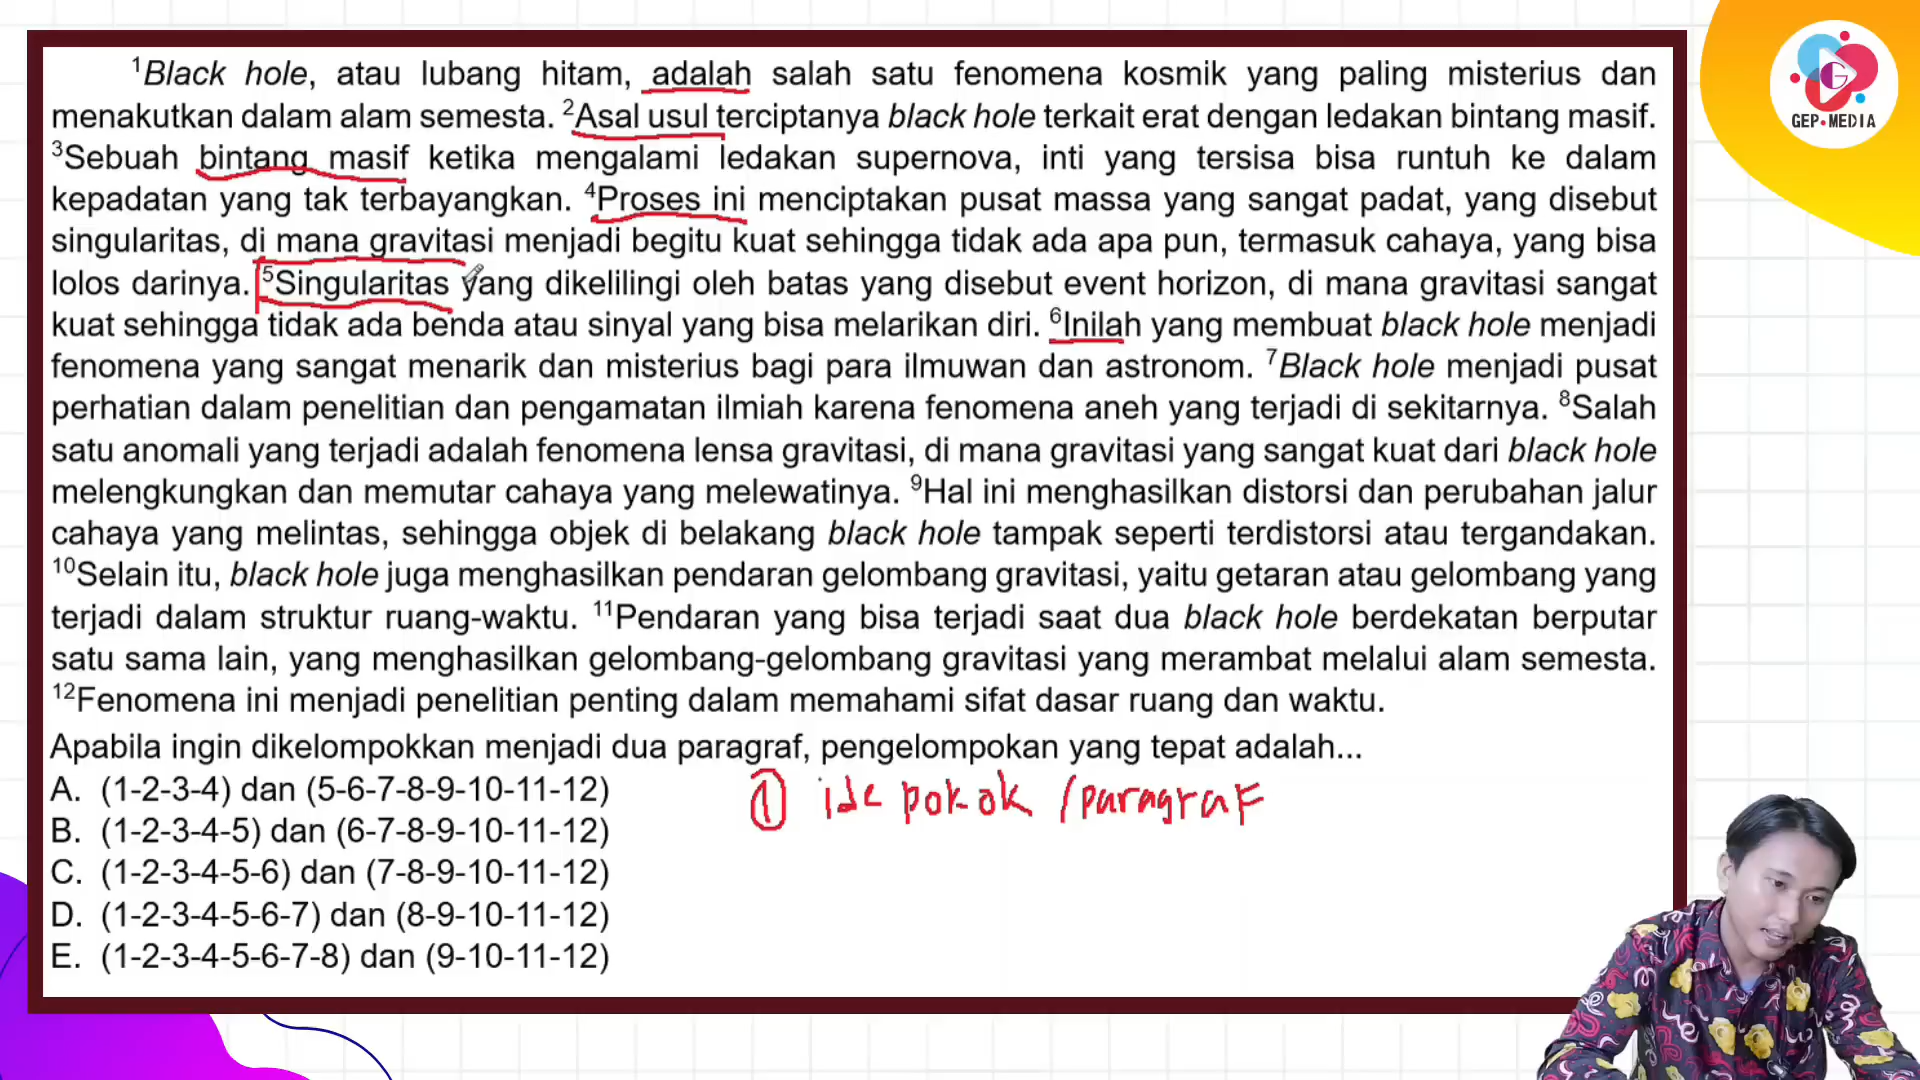 ¹Black hole, atau lubang hitam, adalah salah satu fenomena kosmik yang paling misterius dan
menakutkan dalam alam semesta. ²Asal usul terciptanya black hole terkait erat dengan ledakan bintang masif.
³Sebuah bintang masif ketika mengalami ledakan supernova, inti yang tersisa bisa runtuh ke dalam
kepadatan yang tak terbayangkan. ⁴Proses ini menciptakan pusat massa yang sangat padat, yang disebut
singularitas, di mana gravitasi menjadi begitu kuat sehingga tidak ada apa pun, termasuk cahaya, yang bisa
lolos darinya. ⁵Singularitas yang dikelilingi oleh batas yang disebut event horizon, di mana gravitasi sangat
kuat sehingga tidak ada benda atau sinyal yang bisa melarikan diri. ⁶Inilah yang membuat black hole menjadi
fenomena yang sangat menarik dan misterius bagi para ilmuwan dan astronom. ⁷Black hole menjadi pusat
perhatian dalam penelitian dan pengamatan ilmiah karena fenomena aneh yang terjadi di sekitarnya. ⁸Salah
satu anomali yang terjadi adalah fenomena lensa gravitasi, di mana gravitasi yang sangat kuat dari black hole
melengkungkan dan memutar cahaya yang melewatinya. ⁹Hal ini menghasilkan distorsi dan perubahan jalur
cahaya yang melintas, sehingga objek di belakang black hole tampak seperti terdistorsi atau tergandakan.
¹⁰Selain itu, black hole juga menghasilkan pendaran gelombang gravitasi, yaitu getaran atau gelombang yang
terjadi dalam struktur ruang-waktu. ¹¹Pendaran yang bisa terjadi saat dua black hole berdekatan berputar
satu sama lain, yang menghasilkan gelombang-gelombang gravitasi yang merambat melalui alam semesta.
¹²Fenomena ini menjadi penelitian penting dalam memahami sifat dasar ruang dan waktu.
Apabila ingin dikelompokkan menjadi dua paragraf, pengelompokan yang tepat adalah...
A. (1-2-3-4) dan (5-6-7-8-9-10-11-12)
B. (1-2-3-4-5) dan (6-7-8-9-10-11-12)
C. (1-2-3-4-5-6) dan (7-8-9-10-11-12)
D. (1-2-3-4-5-6-7) dan (8-9-10-11-12)
E. (1-2-3-4-5-6-7-8) dan (9-10-11-12)
① ide pokok / paragraf
G
GEP•MEDIA